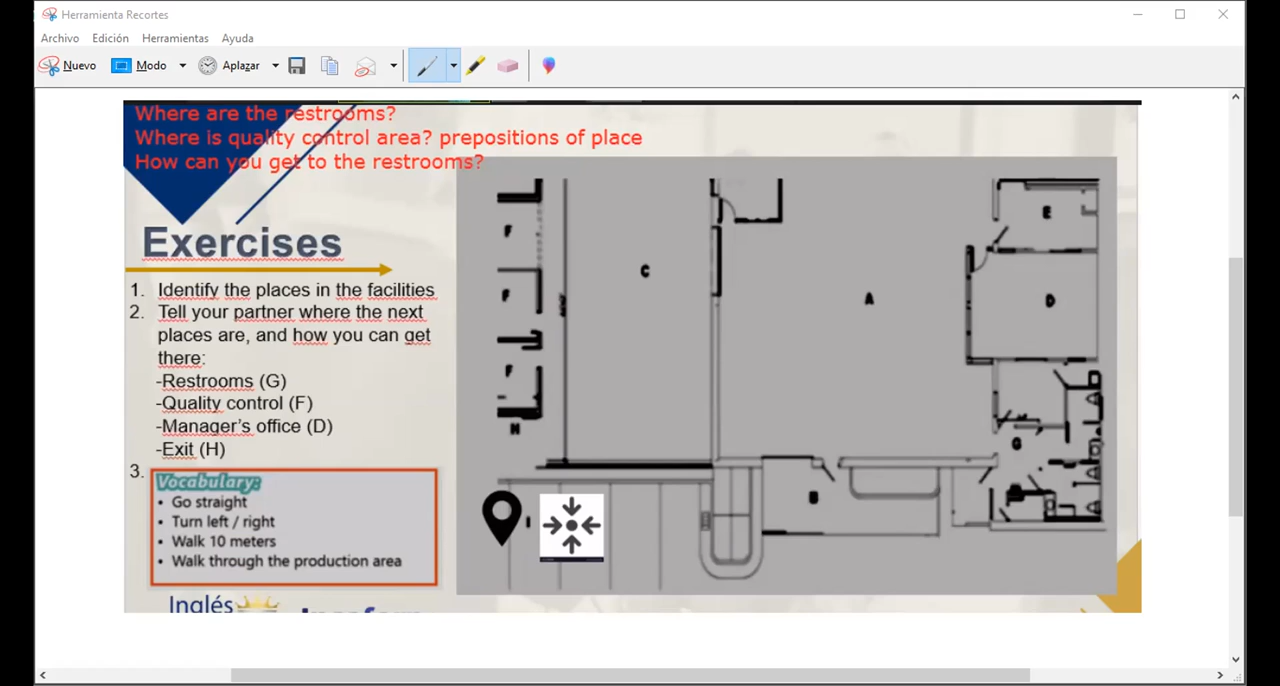 Herramienta Recortes
Archivo Edición Herramientas Ayuda
Nuevo Modo Aplazar
Where are the restrooms?
Where is quality control area? prepositions of place
How can you get to the restrooms?
Exercises
1. Identify the places in the facilities
2. Tell your partner where the next
places are, and how you can get
there:
-Restrooms (G)
-Quality control (F)
-Manager's office (D)
-Exit (H)
3.
Vocabulary:
• Go straight
• Turn left / right
• Walk 10 meters
• Walk through the production area
Inglés
F
F
F
H
C
A
E
D
G
B
I